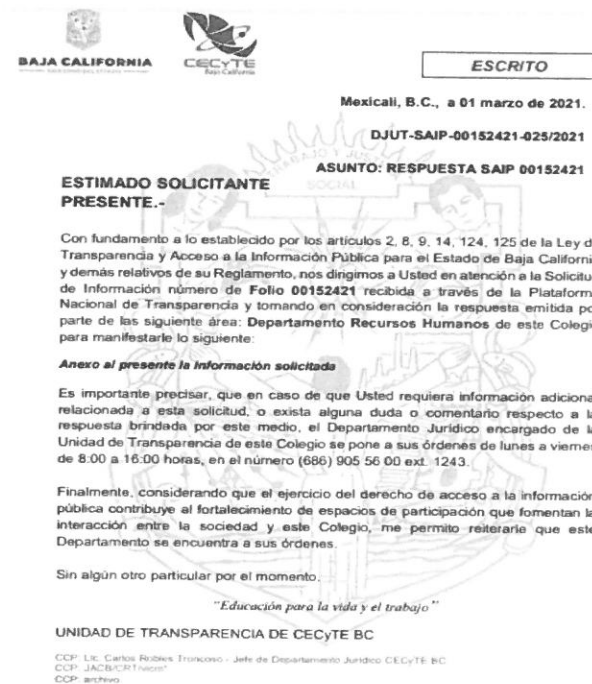 BAJA CALIFORNIA
CECyTE
Baja California
ESCRITO
Mexicali, B.C., a 01 marzo de 2021.
DJUT-SAIP-00152421-025/2021
TRABAJO Y JUSTICIA
SOCIAL
ASUNTO: RESPUESTA SAIP 00152421
ESTIMADO SOLICITANTE
PRESENTE.-
Con fundamento a lo establecido por los artículos 2, 8, 9, 14, 124, 125 de la Ley d
Transparencia y Acceso a la Información Pública para el Estado de Baja Californi
y demás relativos de su Reglamento, nos dirigimos a Usted en atención a la Solicitu
de Información número de Folio 00152421 recibida a través de la Plataform
Nacional de Transparencia y tomando en consideración la respuesta emitida po
parte de las siguiente área: Departamento Recursos Humanos de este Colegi
para manifestarle lo siguiente:
Anexo al presente la información solicitada
Es importante precisar, que en caso de que Usted requiera información adiciona
relacionada a esta solicitud, o exista alguna duda o comentario respecto a la
respuesta brindada por este medio, el Departamento Jurídico encargado de la
Unidad de Transparencia de este Colegio se pone a sus órdenes de lunes a vierne
de 8:00 a 16:00 horas, en el número (686) 905 56 00 ext. 1243.
Finalmente, considerando que el ejercicio del derecho de acceso a la información
pública contribuye al fortalecimiento de espacios de participación que fomentan la
interacción entre la sociedad y este Colegio, me permito reiterarle que este
Departamento se encuentra a sus órdenes.
Sin algún otro particular por el momento.
"Educación para la vida y el trabajo"
UNIDAD DE TRANSPARENCIA DE CECyTE BC
CCP: Lic. Carlos Robles Troncoso - Jefe de Departamento Jurídico CECyTE BC
CCP: JACB/CRT/
CCP: archivo